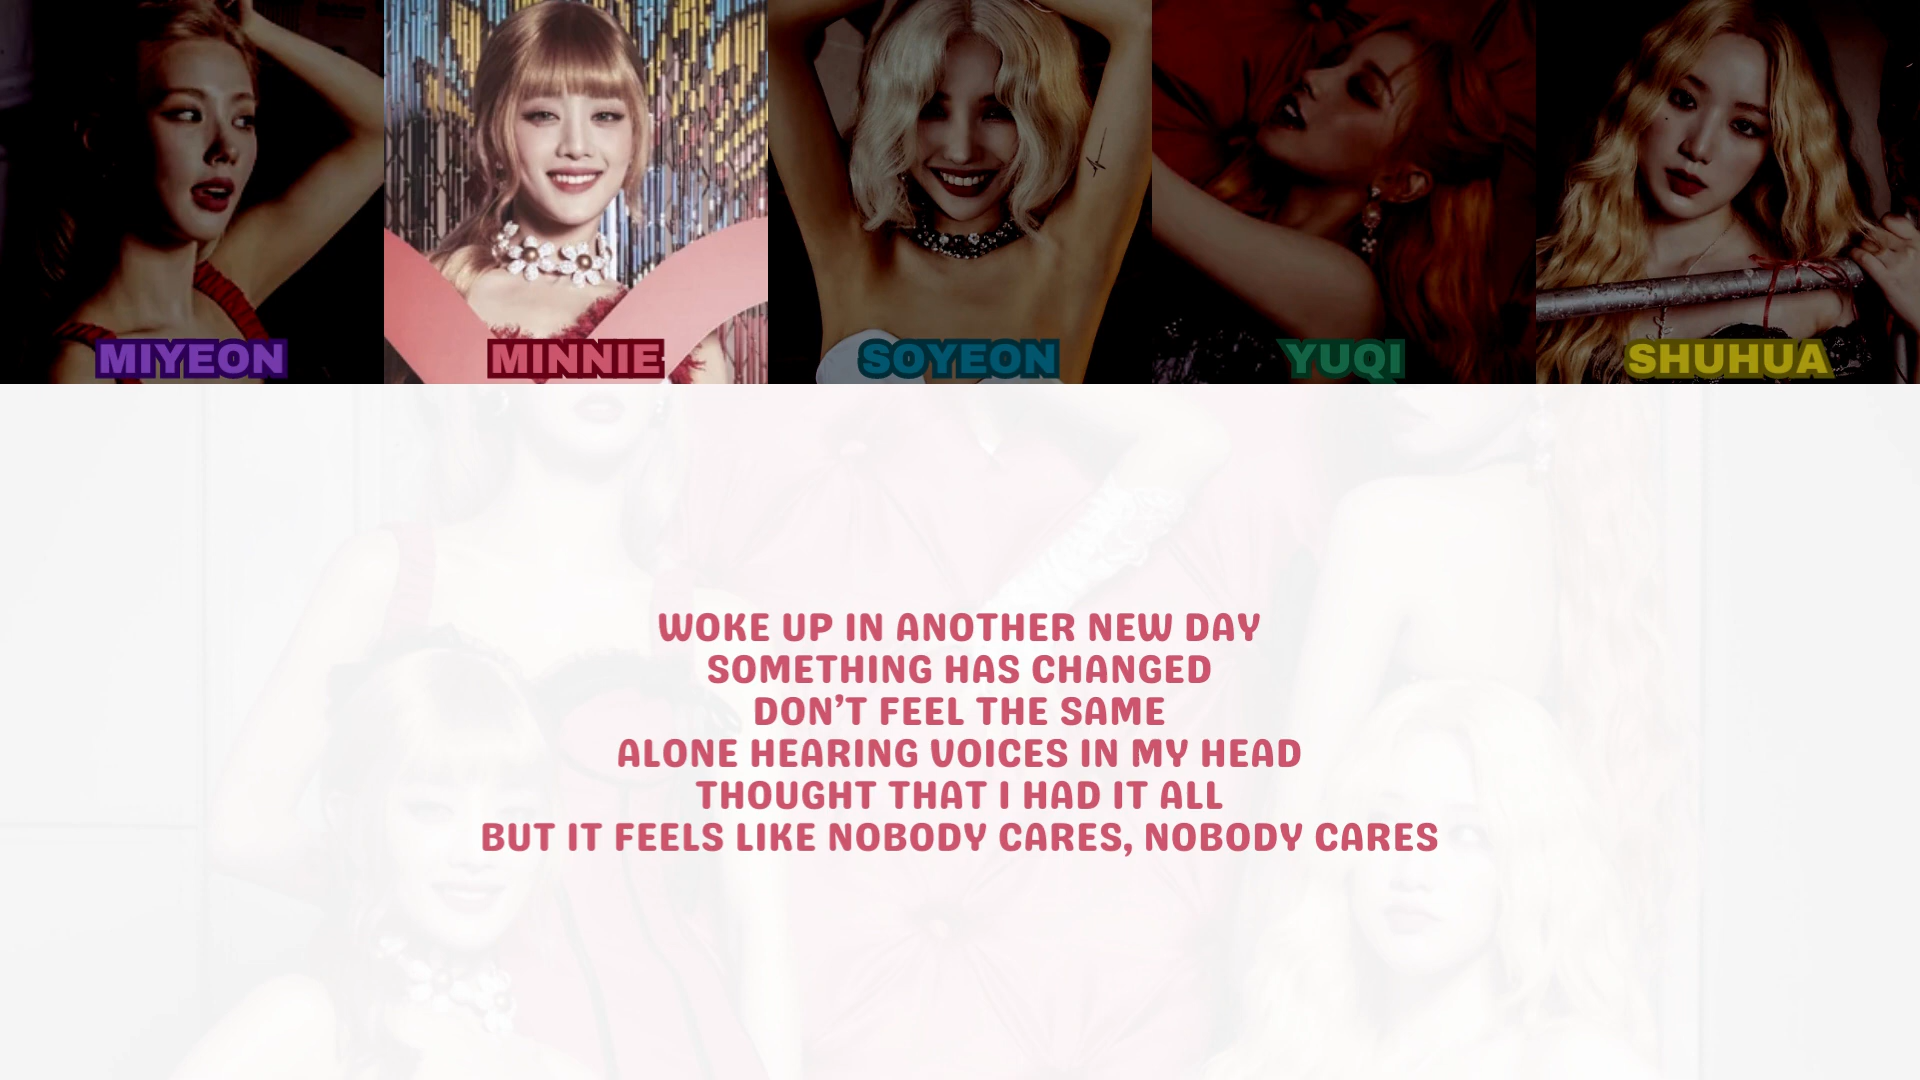 MIYEON
MINNIE
SOYEON
YUQI
SHUHUA
WOKE UP IN ANOTHER NEW DAY
SOMETHING HAS CHANGED
DON'T FEEL THE SAME
ALONE HEARING VOICES IN MY HEAD
THOUGHT THAT I HAD IT ALL
BUT IT FEELS LIKE NOBODY CARES, NOBODY CARES